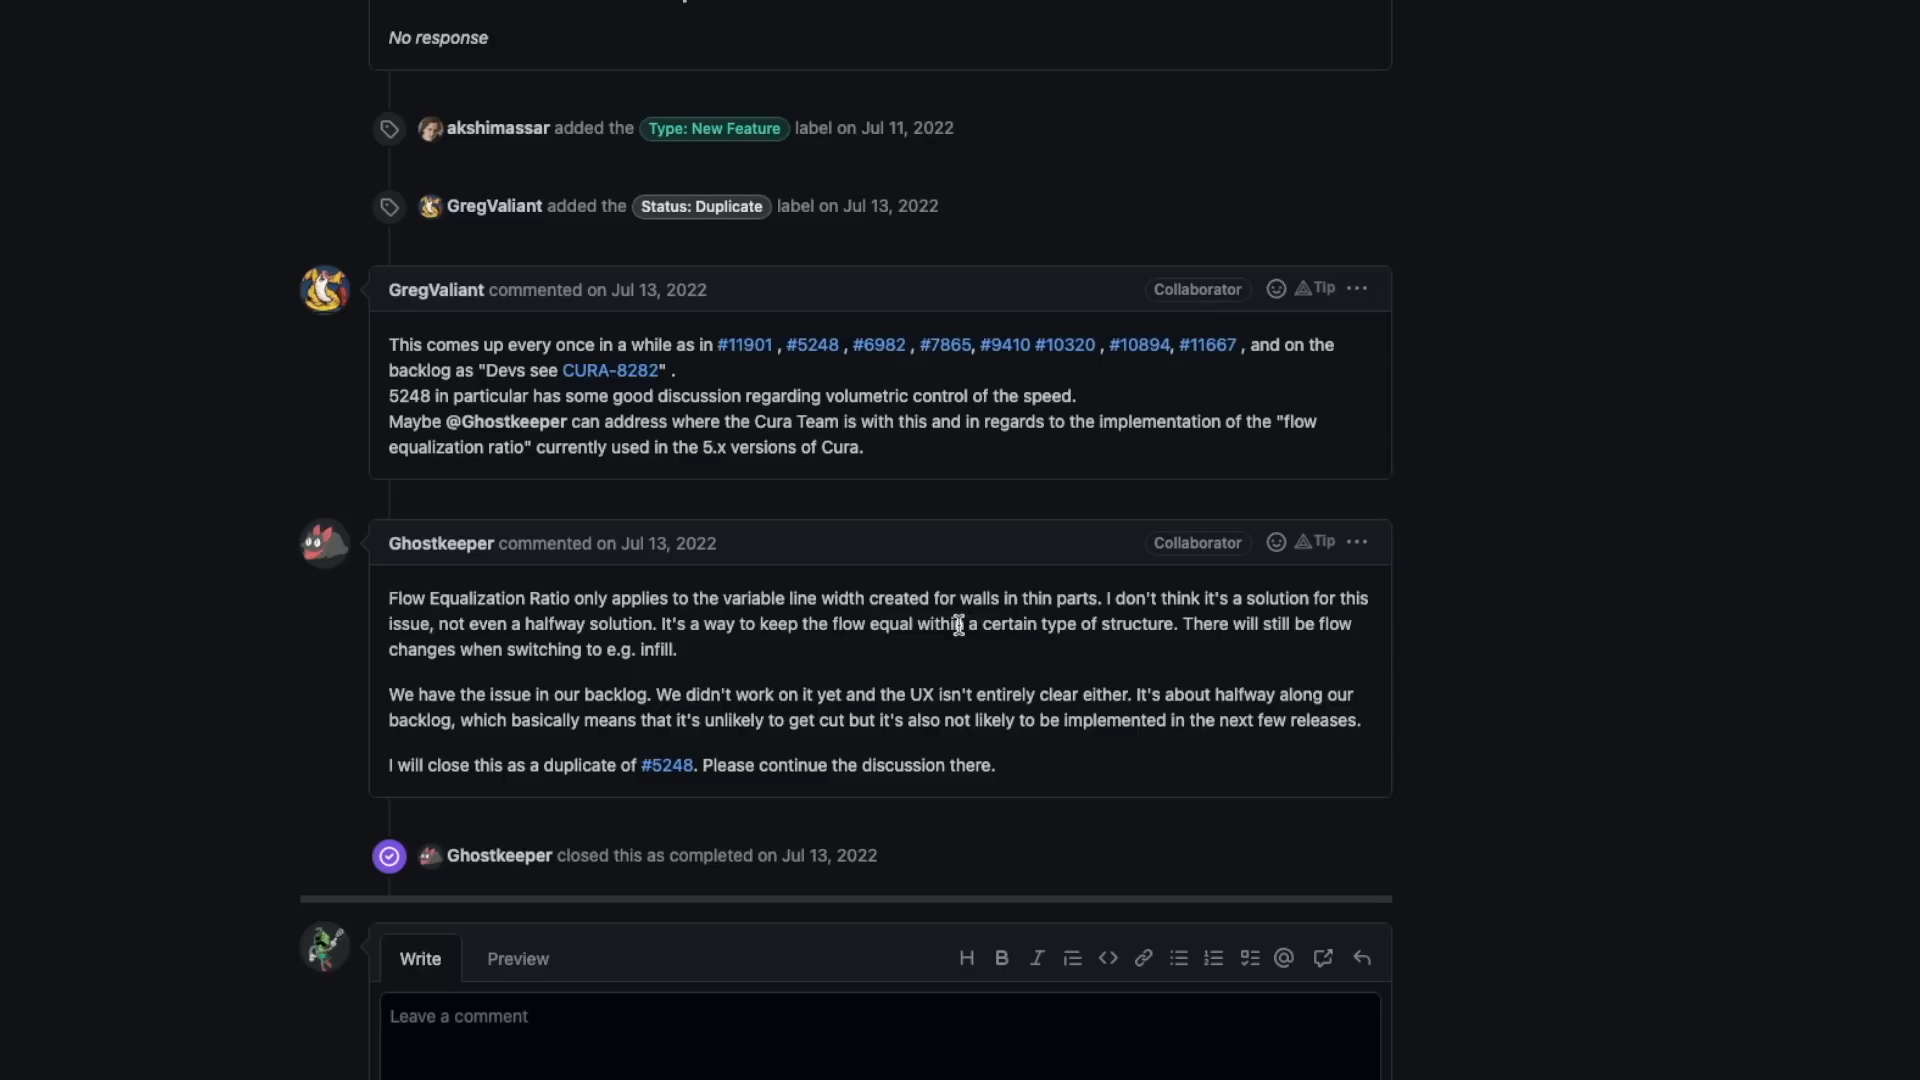 No response
akshimassar added the Type: New Feature label on Jul 11, 2022
GregValiant added the Status: Duplicate label on Jul 13, 2022
GregValiant commented on Jul 13, 2022 Collaborator Tip
This comes up every once in a while as in #11901 , #5248 , #6982 , #7865, #9410 #10320 , #10894, #11667 , and on the
backlog as "Devs see CURA-8282" .
5248 in particular has some good discussion regarding volumetric control of the speed.
Maybe @Ghostkeeper can address where the Cura Team is with this and in regards to the implementation of the "flow
equalization ratio" currently used in the 5.x versions of Cura.
Ghostkeeper commented on Jul 13, 2022 Collaborator Tip
Flow Equalization Ratio only applies to the variable line width created for walls in thin parts. I don't think it's a solution for this
issue, not even a halfway solution. It's a way to keep the flow equal within a certain type of structure. There will still be flow
changes when switching to e.g. infill.
We have the issue in our backlog. We didn't work on it yet and the UX isn't entirely clear either. It's about halfway along our
backlog, which basically means that it's unlikely to get cut but it's also not likely to be implemented in the next few releases.
I will close this as a duplicate of #5248. Please continue the discussion there.
Ghostkeeper closed this as completed on Jul 13, 2022
Write Preview
Leave a comment